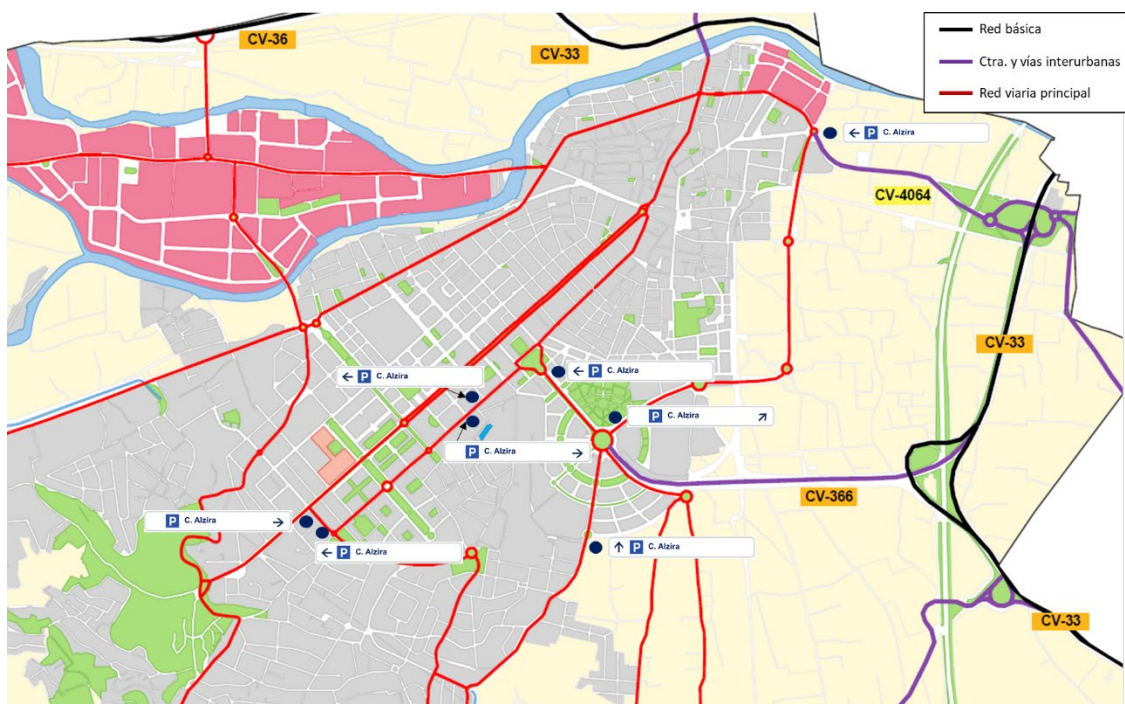 CV-36
CV-33
Red básica
Ctra. y vías interurbanas
Red viaria principal
← P C. Alzira
CV-4064
CV-33
← P C. Alzira
← P C. Alzira
P C. Alzira ↗
P C. Alzira →
CV-366
P C. Alzira →
← P C. Alzira
↑ P C. Alzira
CV-33